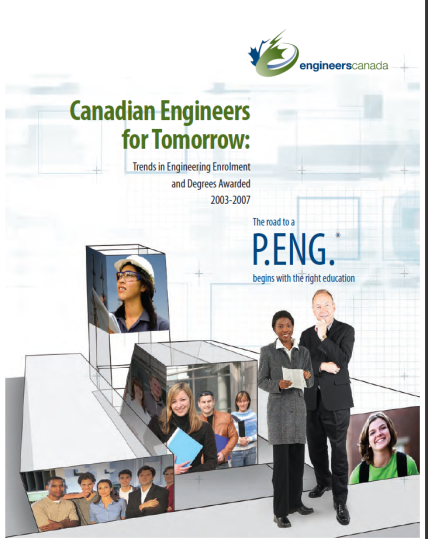 engineerscanada
Canadian Engineers
for Tomorrow:
Trends in Engineering Enrolment
and Degrees Awarded
2003-2007
The road to a
P.ENG.®
begins with the right education